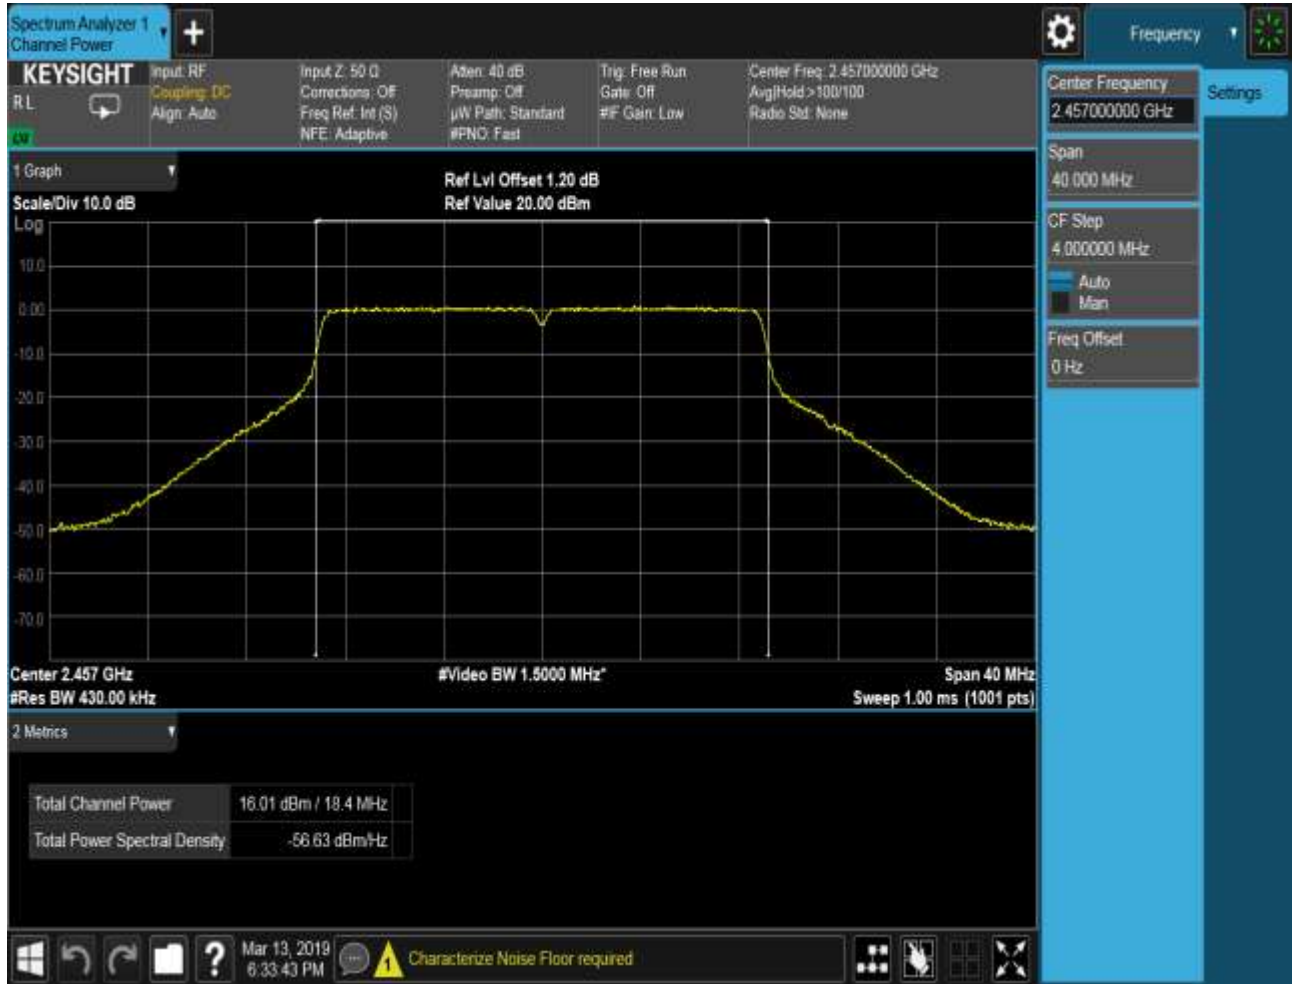 Spectrum Analyzer 1
Channel Power
Frequency
KEYSIGHT
R L
Input: RF
Coupling: DC
Align: Auto
Input Z: 50 Ω
Corrections: Off
Freq Ref: Int (S)
NFE: Adaptive
Atten: 40 dB
Preamp: Off
µW Path: Standard
#PNO: Fast
Trig: Free Run
Gate: Off
#IF Gain: Low
Center Freq: 2.457000000 GHz
Avg|Hold:>100/100
Radio Std: None
Center Frequency
2.457000000 GHz
Settings
Span
40.000 MHz
CF Step
4.000000 MHz
Auto
Man
Freq Offset
0 Hz
1 Graph
Scale/Div 10.0 dB
Ref Lvl Offset 1.20 dB
Ref Value 20.00 dBm
Log
10.0
0.00
-10.0
-20.0
-30.0
-40.0
-50.0
-60.0
-70.0
Center 2.457 GHz
#Video BW 1.5000 MHz*
Span 40 MHz
#Res BW 430.00 kHz
Sweep 1.00 ms (1001 pts)
2 Metrics
Total Channel Power
16.01 dBm / 18.4 MHz
Total Power Spectral Density
-56.63 dBm/Hz
?
Mar 13, 2019
6:33:43 PM
1
Characterize Noise Floor required